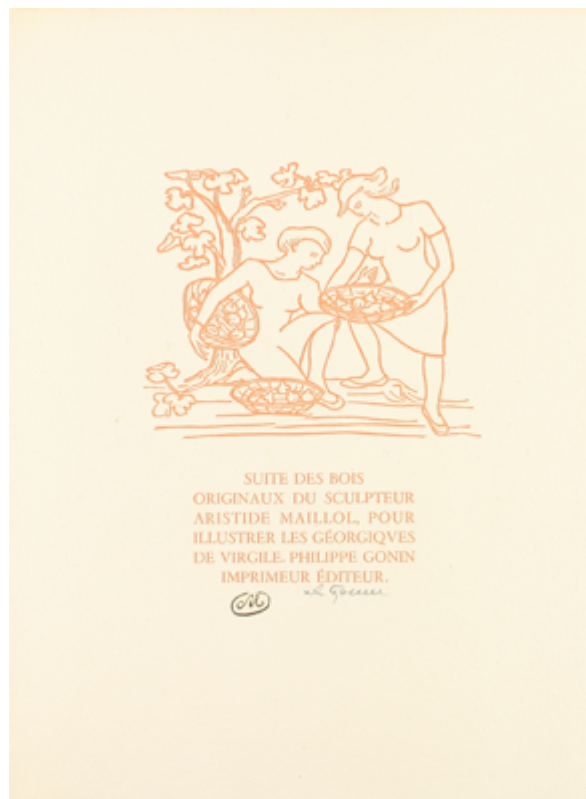 SUITE DES BOIS
ORIGINAUX DU SCULPTEUR
ARISTIDE MAILLOL, POUR
ILLUSTRER LES GÉORGIQVES
DE VIRGILE. PHILIPPE GONIN
IMPRIMEUR ÉDITEUR.
M